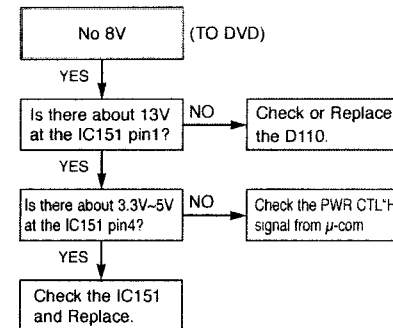 No 8V
(TO DVD)
YES
Is there about 13V
at the IC151 pin1?
NO
Check or Replace
the D110.
YES
Is there about 3.3V~5V
at the IC151 pin4?
NO
Check the PWR CTL"H
signal from μ-com
YES
Check the IC151
and Replace.